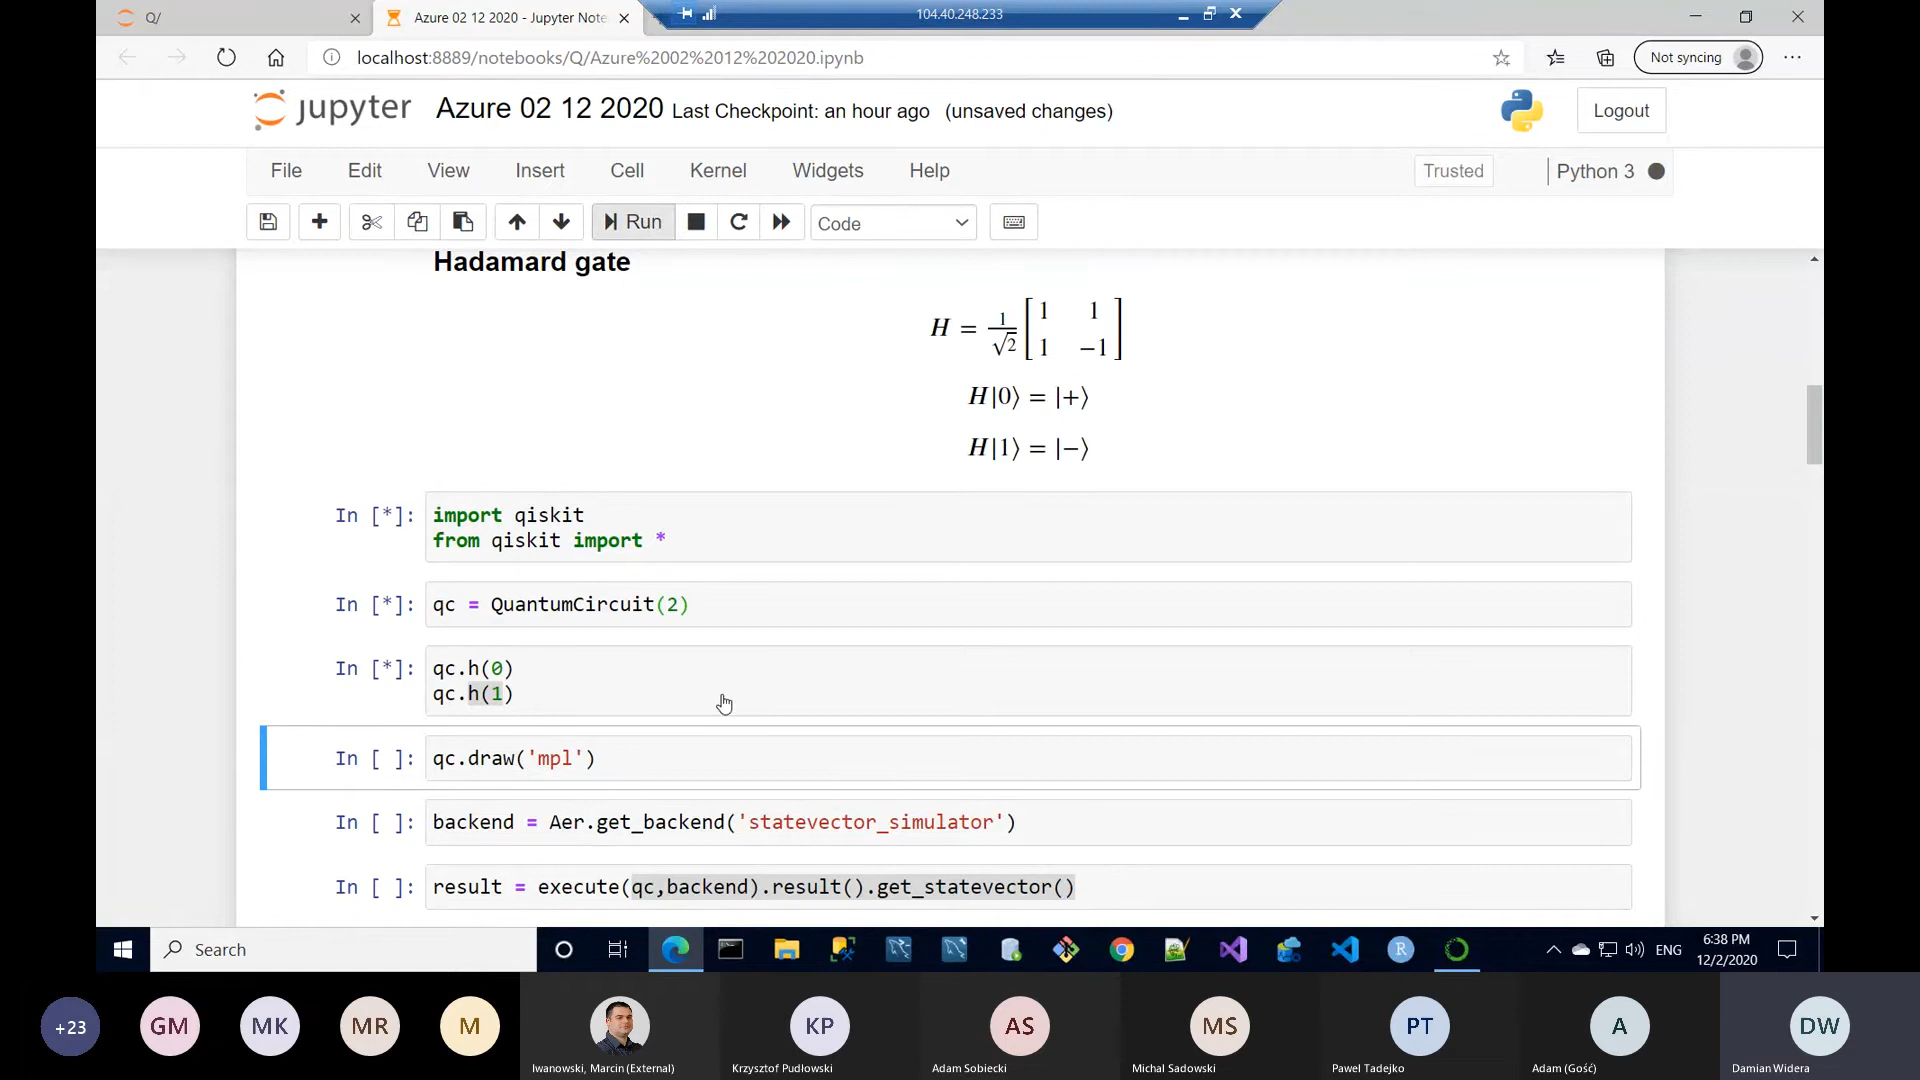 Q/
Azure 02 12 2020 - Jupyter Note
104.40.248.233
localhost:8889/notebooks/Q/Azure%2002%2012%202020.ipynb
Not syncing
jupyter Azure 02 12 2020 Last Checkpoint: an hour ago (unsaved changes)
Logout
File Edit View Insert Cell Kernel Widgets Help
Trusted
Python 3
Run
Code
Hadamard gate
H = 1/√2 [1 1
1 −1]
H|0⟩ = |+⟩
H|1⟩ = |−⟩
In [*]: import qiskit
from qiskit import *
In [*]: qc = QuantumCircuit(2)
In [*]: qc.h(0)
qc.h(1)
In [ ]: qc.draw('mpl')
In [ ]: backend = Aer.get_backend('statevector_simulator')
In [ ]: result = execute(qc,backend).result().get_statevector()
Search
R
ENG
6:38 PM
12/2/2020
+23 GM MK MR M KP AS MS PT A DW
Iwanowski, Marcin (External) Krzysztof Pudłowski Adam Sobiecki Michal Sadowski Pawel Tadejko Adam (Gość) Damian Widera